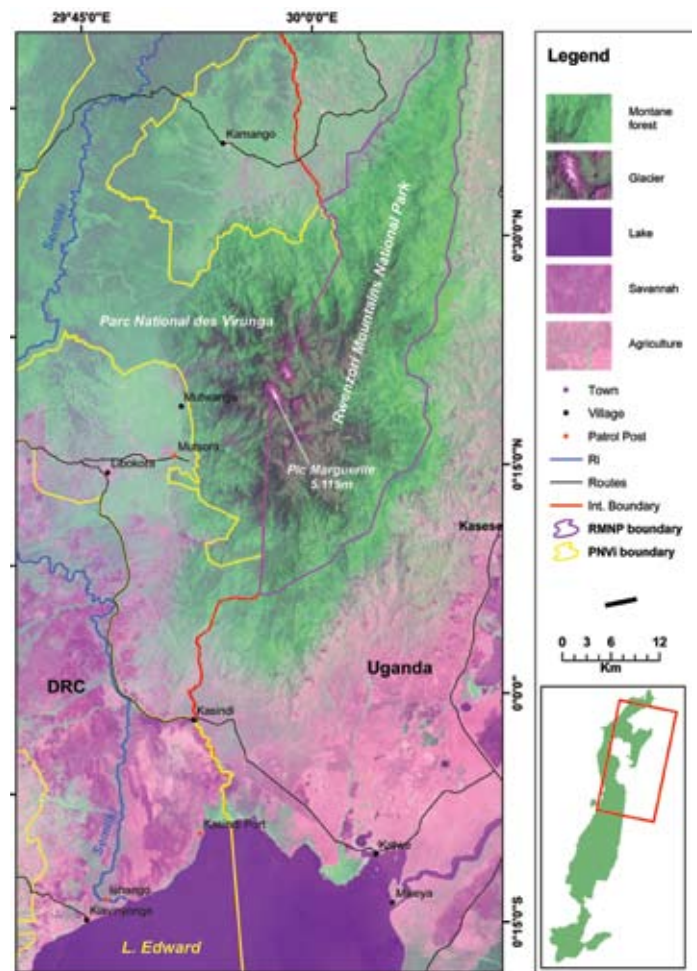 29°45'0"E
30°0'0"E
Kamango
Semliki
Rwenzori Mountains National Park
0°30'0"N
Parc National des Virunga
Mutwanga
Mutsora
Pic Marguerite
5.119m
0°15'0"N
Kasese
DRC
Uganda
0°0'0"
Kasindi
Semliki
Kasindi Port
Katwe
Ishango
Kiavinyonge
L. Edward
0°15'0"S
Legend
Montane
forest
Glacier
Lake
Savannah
Agriculture
Town
Village
Patrol Post
Ri
Routes
Int. Boundary
RMNP boundary
PNVi boundary
0 3 6 12
Km